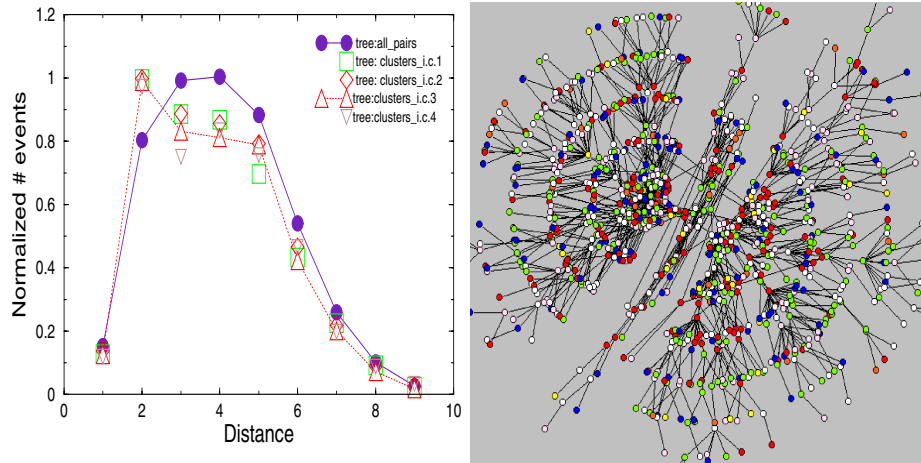 1.2
1
0.8
0.6
0.4
0.2
0
0 2 4 6 8 10
Normalized # events
Distance
tree:all_pairs
tree: clusters_i.c.1
tree: clusters_i.c.2
tree:clusters_i.c.3
tree:clusters_i.c.4